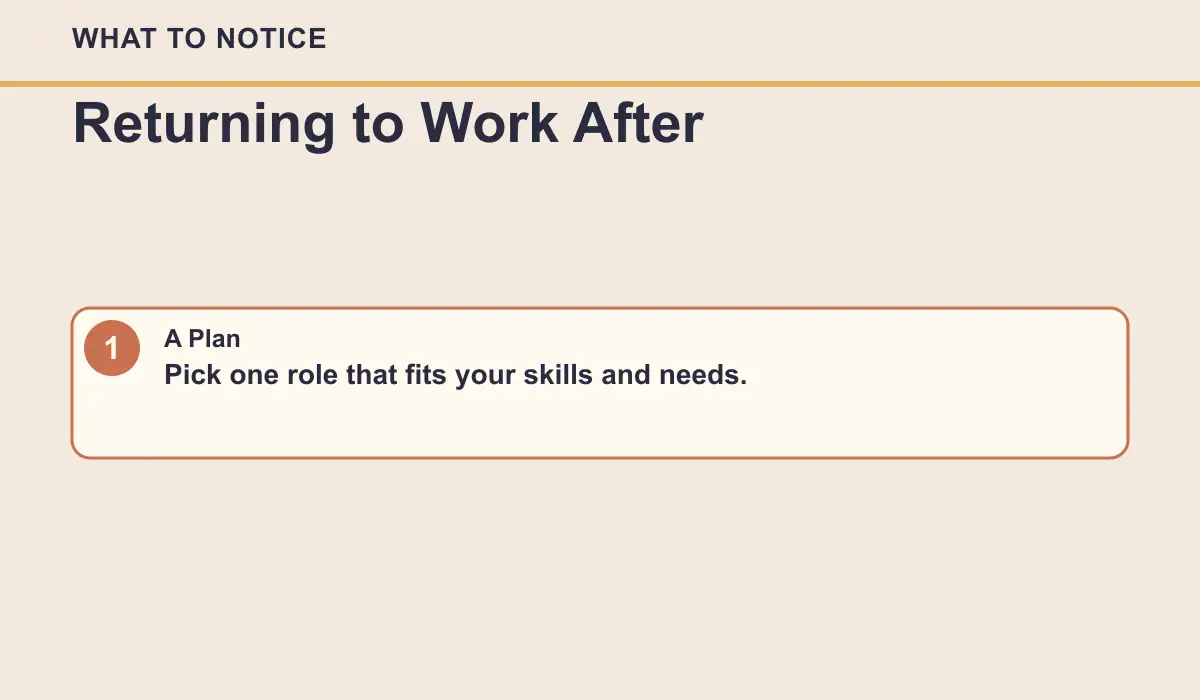 WHAT TO NOTICE
Returning to Work After
1
A Plan
Pick one role that fits your skills and needs.